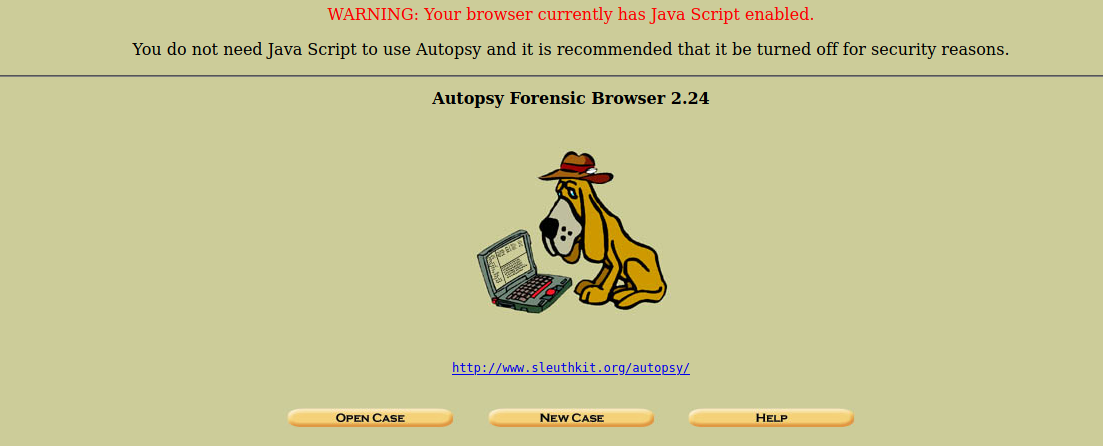 WARNING: Your browser currently has Java Script enabled.
You do not need Java Script to use Autopsy and it is recommended that it be turned off for security reasons.
Autopsy Forensic Browser 2.24
http://www.sleuthkit.org/autopsy/
OPEN CASE
NEW CASE
HELP